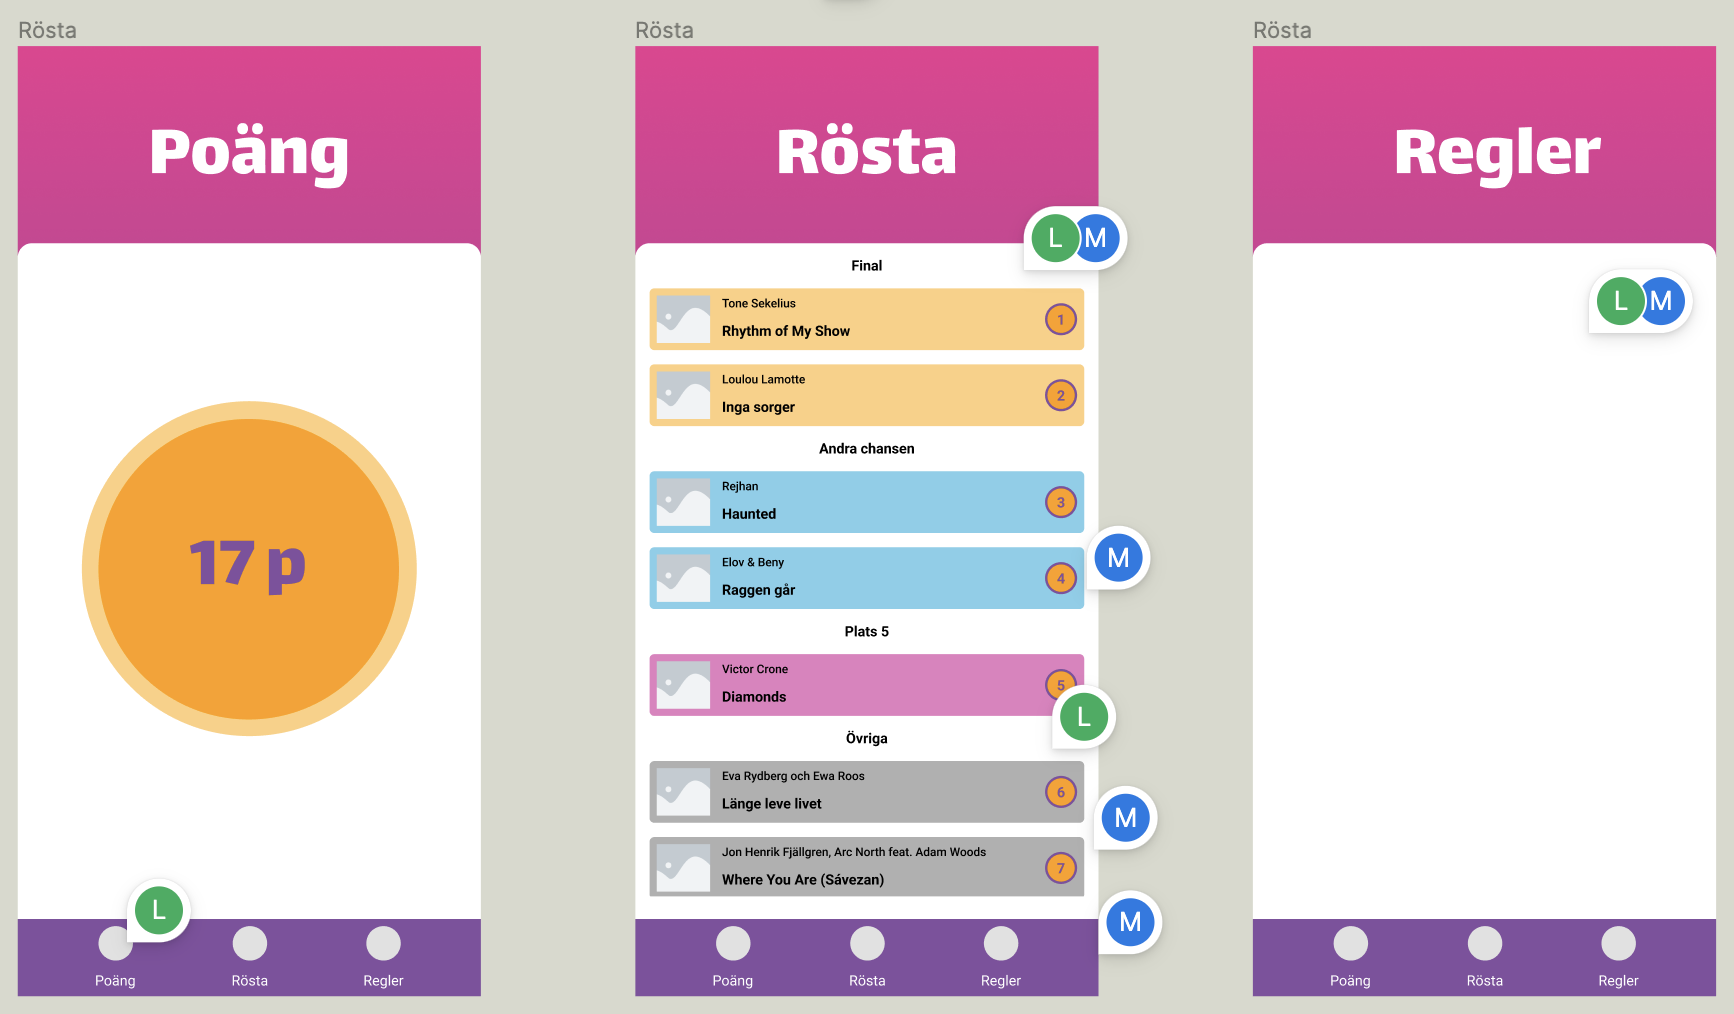 Rösta
Poäng
17 p
L
Poäng
Rösta
Regler
Rösta
Rösta
L
M
Final
Tone Sekelius
Rhythm of My Show
1
Loulou Lamotte
Inga sorger
2
Andra chansen
Rejhan
Haunted
3
Elov & Beny
Raggen går
4
M
Plats 5
Victor Crone
Diamonds
5
L
Övriga
Eva Rydberg och Ewa Roos
Länge leve livet
6
M
Jon Henrik Fjällgren, Arc North feat. Adam Woods
Where You Are (Sávezan)
7
M
Poäng
Rösta
Regler
Rösta
Regler
L
M
Poäng
Rösta
Regler